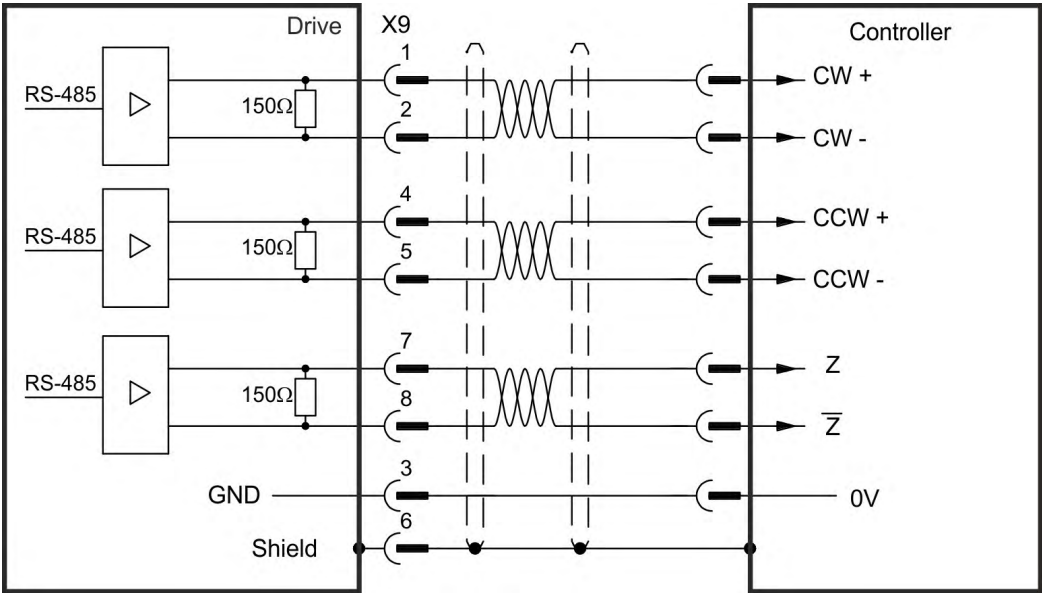 Drive X9 Controller
1
RS-485 150Ω CW +
2
CW -
4
RS-485 150Ω CCW +
5
CCW -
7
RS-485 150Ω Z
8
Z̅
3
GND 0V
6
Shield